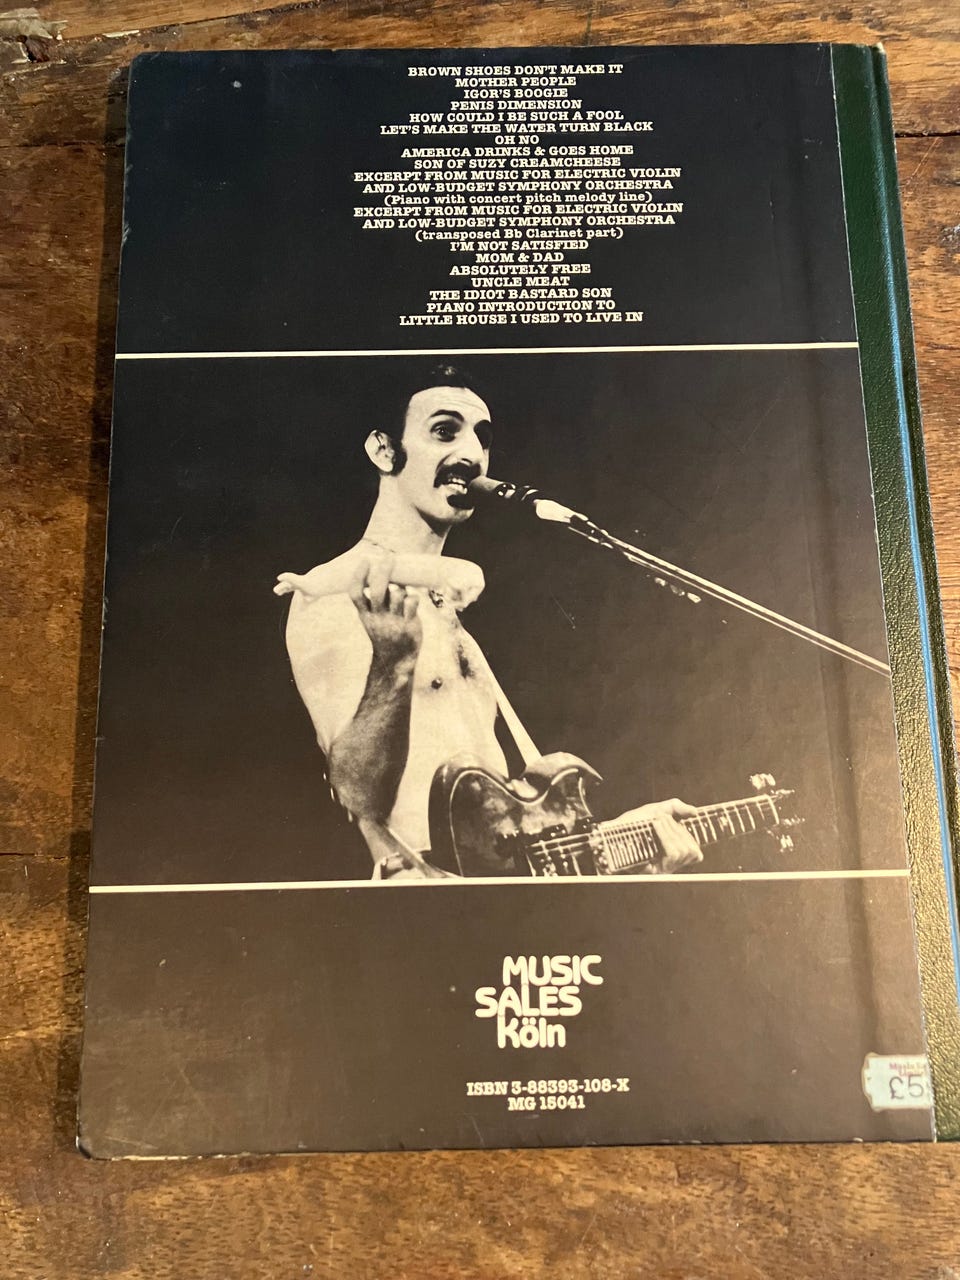 BROWN SHOES DON'T MAKE IT
MOTHER PEOPLE
IGOR'S BOOGIE
PENIS DIMENSION
HOW COULD I BE SUCH A FOOL
LET'S MAKE THE WATER TURN BLACK
OH NO
AMERICA DRINKS & GOES HOME
SON OF SUZY CREAMCHEESE
EXCERPT FROM MUSIC FOR ELECTRIC VIOLIN
AND LOW-BUDGET SYMPHONY ORCHESTRA
(Piano with concert pitch melody line)
EXCERPT FROM MUSIC FOR ELECTRIC VIOLIN
AND LOW-BUDGET SYMPHONY ORCHESTRA
(transposed Bb Clarinet part)
I'M NOT SATISFIED
MOM & DAD
ABSOLUTELY FREE
UNCLE MEAT
THE IDIOT BASTARD SON
PIANO INTRODUCTION TO
LITTLE HOUSE I USED TO LIVE IN
MUSIC
SALES
Köln
ISBN 3-88393-108-X
MG 15041
£5